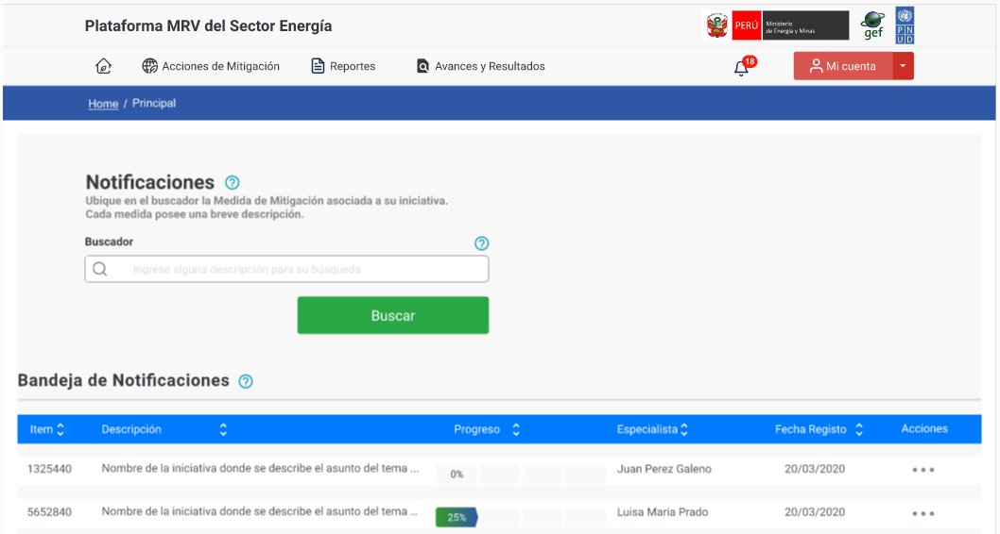 Plataforma MRV del Sector Energía
PERÚ
Ministerio
de Energía y Minas
gef
P N
U D
Acciones de Mitigación
Reportes
Avances y Resultados
18
Mi cuenta
Home / Principal
Notificaciones ?
Ubique en el buscador la Medida de Mitigación asociada a su iniciativa.
Cada medida posee una breve descripción.
Buscador ?
Ingrese alguna descripción para su búsqueda
Buscar
Bandeja de Notificaciones ?
Item Descripción Progreso Especialista Fecha Registo Acciones
1325440 Nombre de la iniciativa donde se describe el asunto del tema ... 0% Juan Perez Galeno 20/03/2020
5652840 Nombre de la iniciativa donde se describe el asunto del tema ... 25% Luisa Maria Prado 20/03/2020